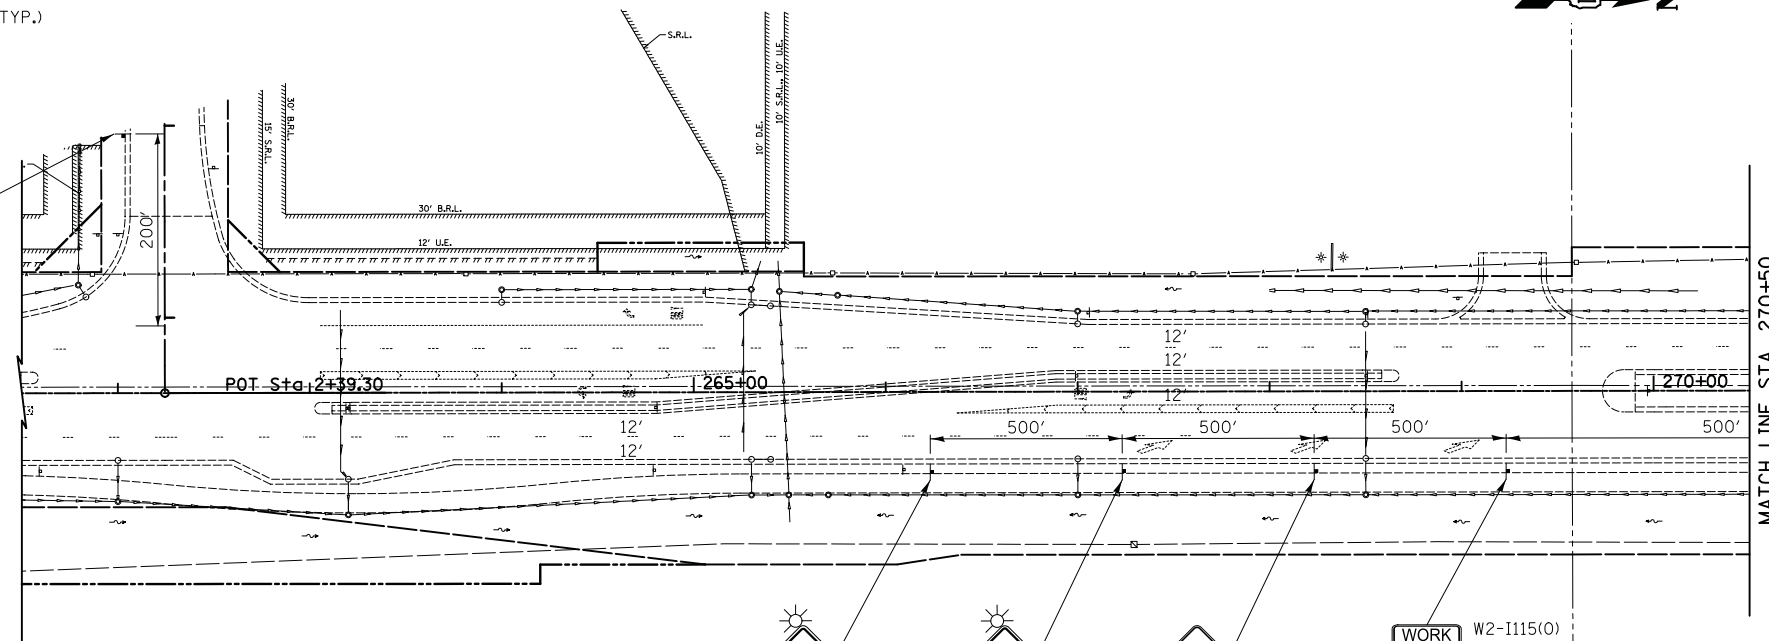 TYP.)
N
S.R.L.
30' B.R.L.
15' S.R.L.
10' D.E.
10' S.R.L., 10' U.E.
200'
30' B.R.L.
12' U.E.
MATCH LINE STA 270+50
12'
12'
POT Sta 2+39.30
265+00
270+00
12'
12'
12'
500'
500'
500'
500'
WORK
W2-I115(O)